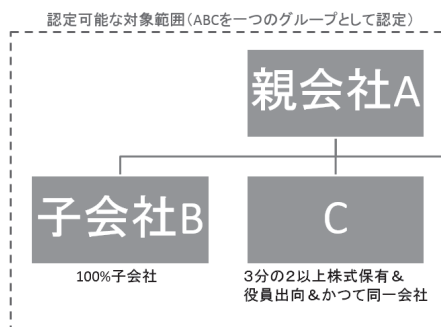 認定可能な対象範囲（ABCを一つのグループとして認定）
親会社A
子会社B
C
100%子会社
3分の2以上株式保有＆
役員出向＆かつて同一会社